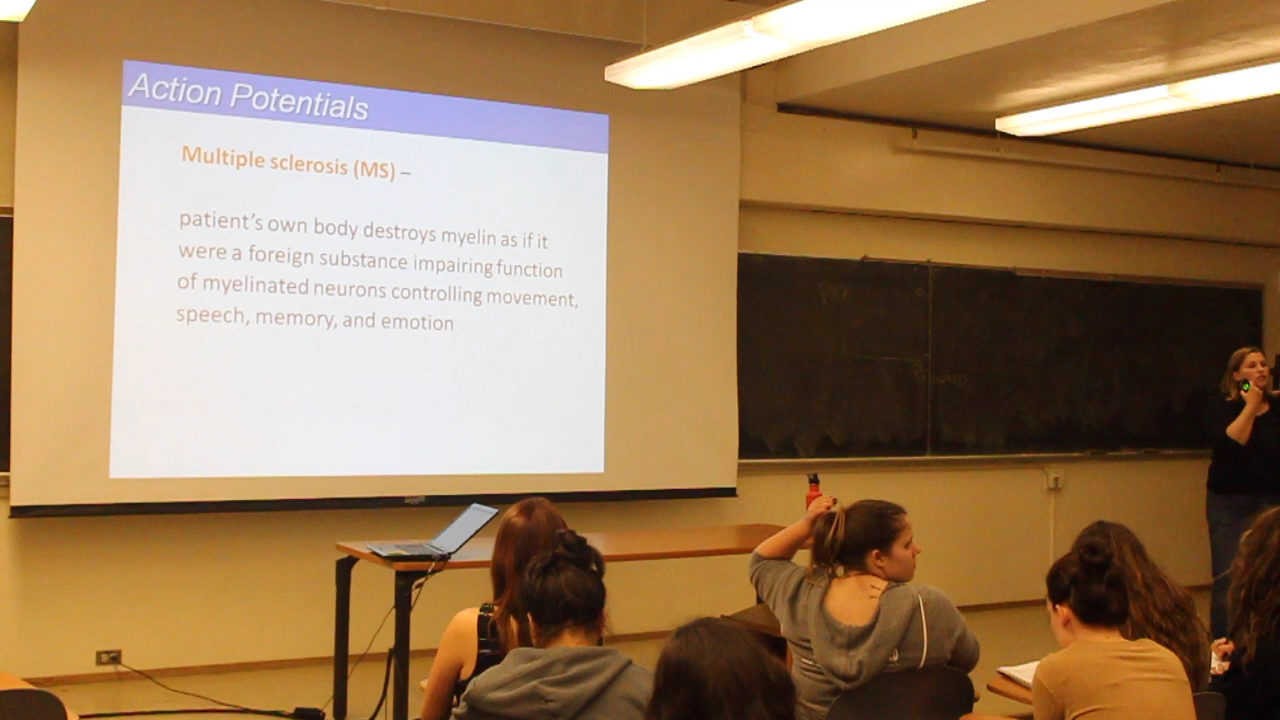 Action Potentials
Multiple sclerosis (MS) –
patient's own body destroys myelin as if it
were a foreign substance impairing function
of myelinated neurons controlling movement,
speech, memory, and emotion